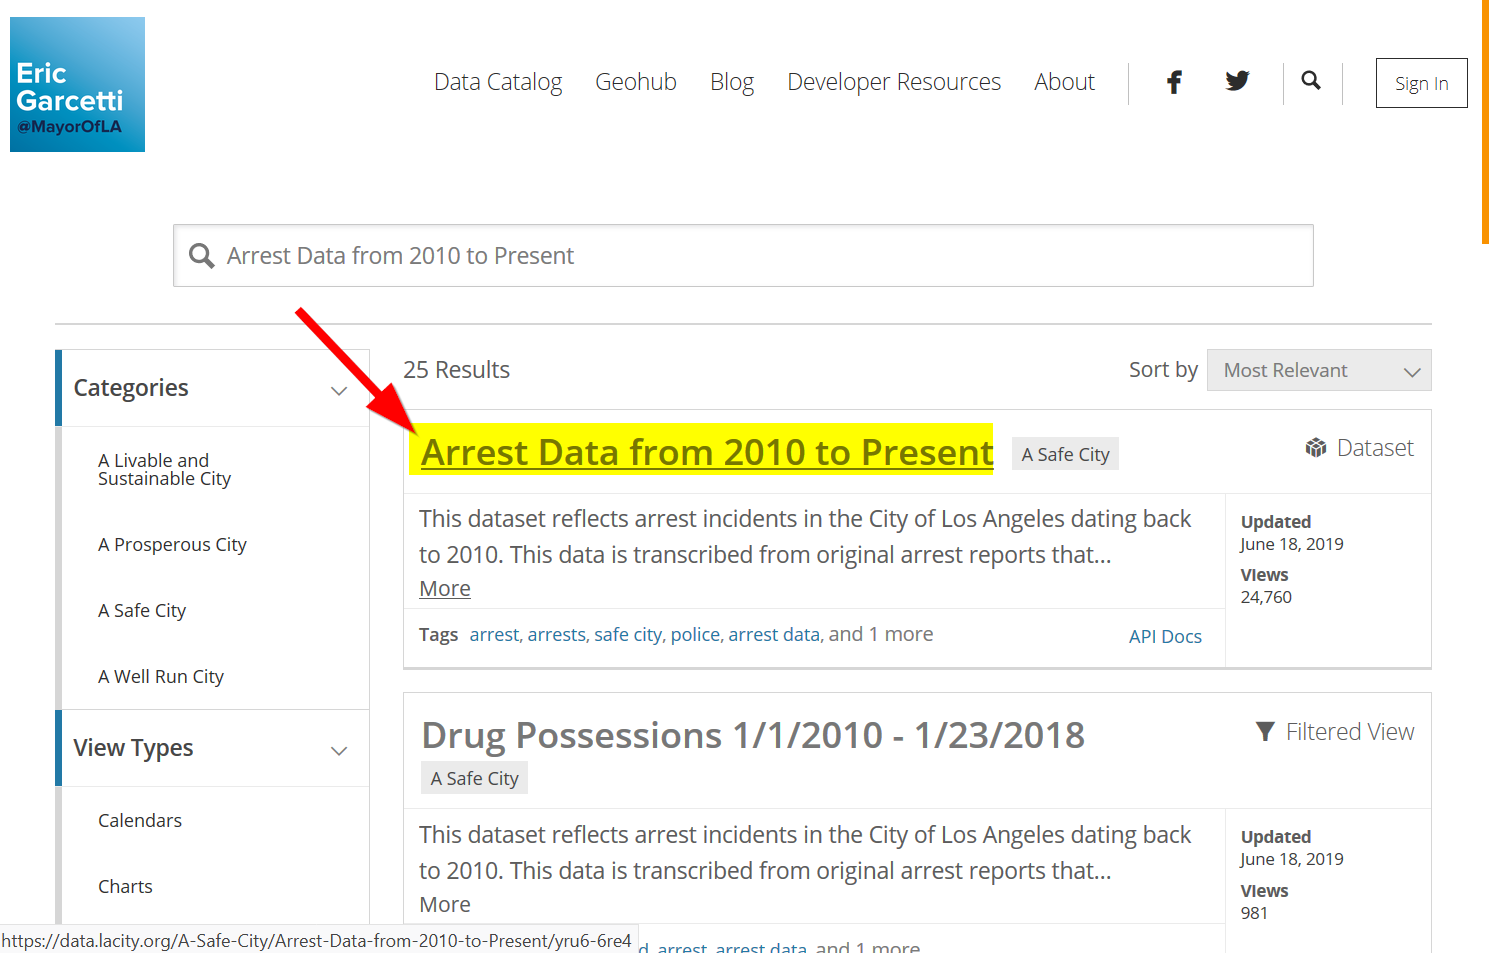 Eric
Garcetti
@MayorOfLA
Data Catalog Geohub Blog Developer Resources About Sign In
Arrest Data from 2010 to Present
25 Results
Sort by Most Relevant
Categories
A Livable and
Sustainable City
A Prosperous City
A Safe City
A Well Run City
View Types
Calendars
Charts
Arrest Data from 2010 to Present A Safe City Dataset
This dataset reflects arrest incidents in the City of Los Angeles dating back
to 2010. This data is transcribed from original arrest reports that...
More
Updated
June 18, 2019
Views
24,760
Tags arrest, arrests, safe city, police, arrest data, and 1 more API Docs
Drug Possessions 1/1/2010 - 1/23/2018 Filtered View
A Safe City
This dataset reflects arrest incidents in the City of Los Angeles dating back
to 2010. This data is transcribed from original arrest reports that...
More
Updated
June 18, 2019
Views
981
d, arrest, arrest data, and 1 more
https://data.lacity.org/A-Safe-City/Arrest-Data-from-2010-to-Present/yru6-6re4